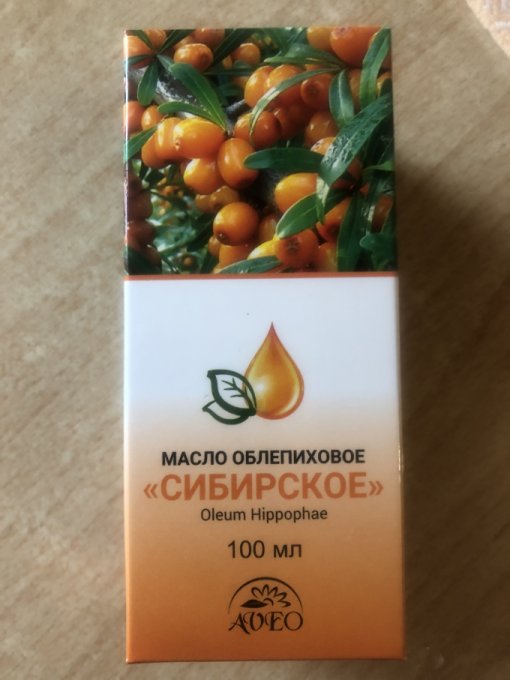 МАСЛО ОБЛЕПИХОВОЕ
«СИБИРСКОЕ»
Oleum Hippophae
100 мл
AVEO